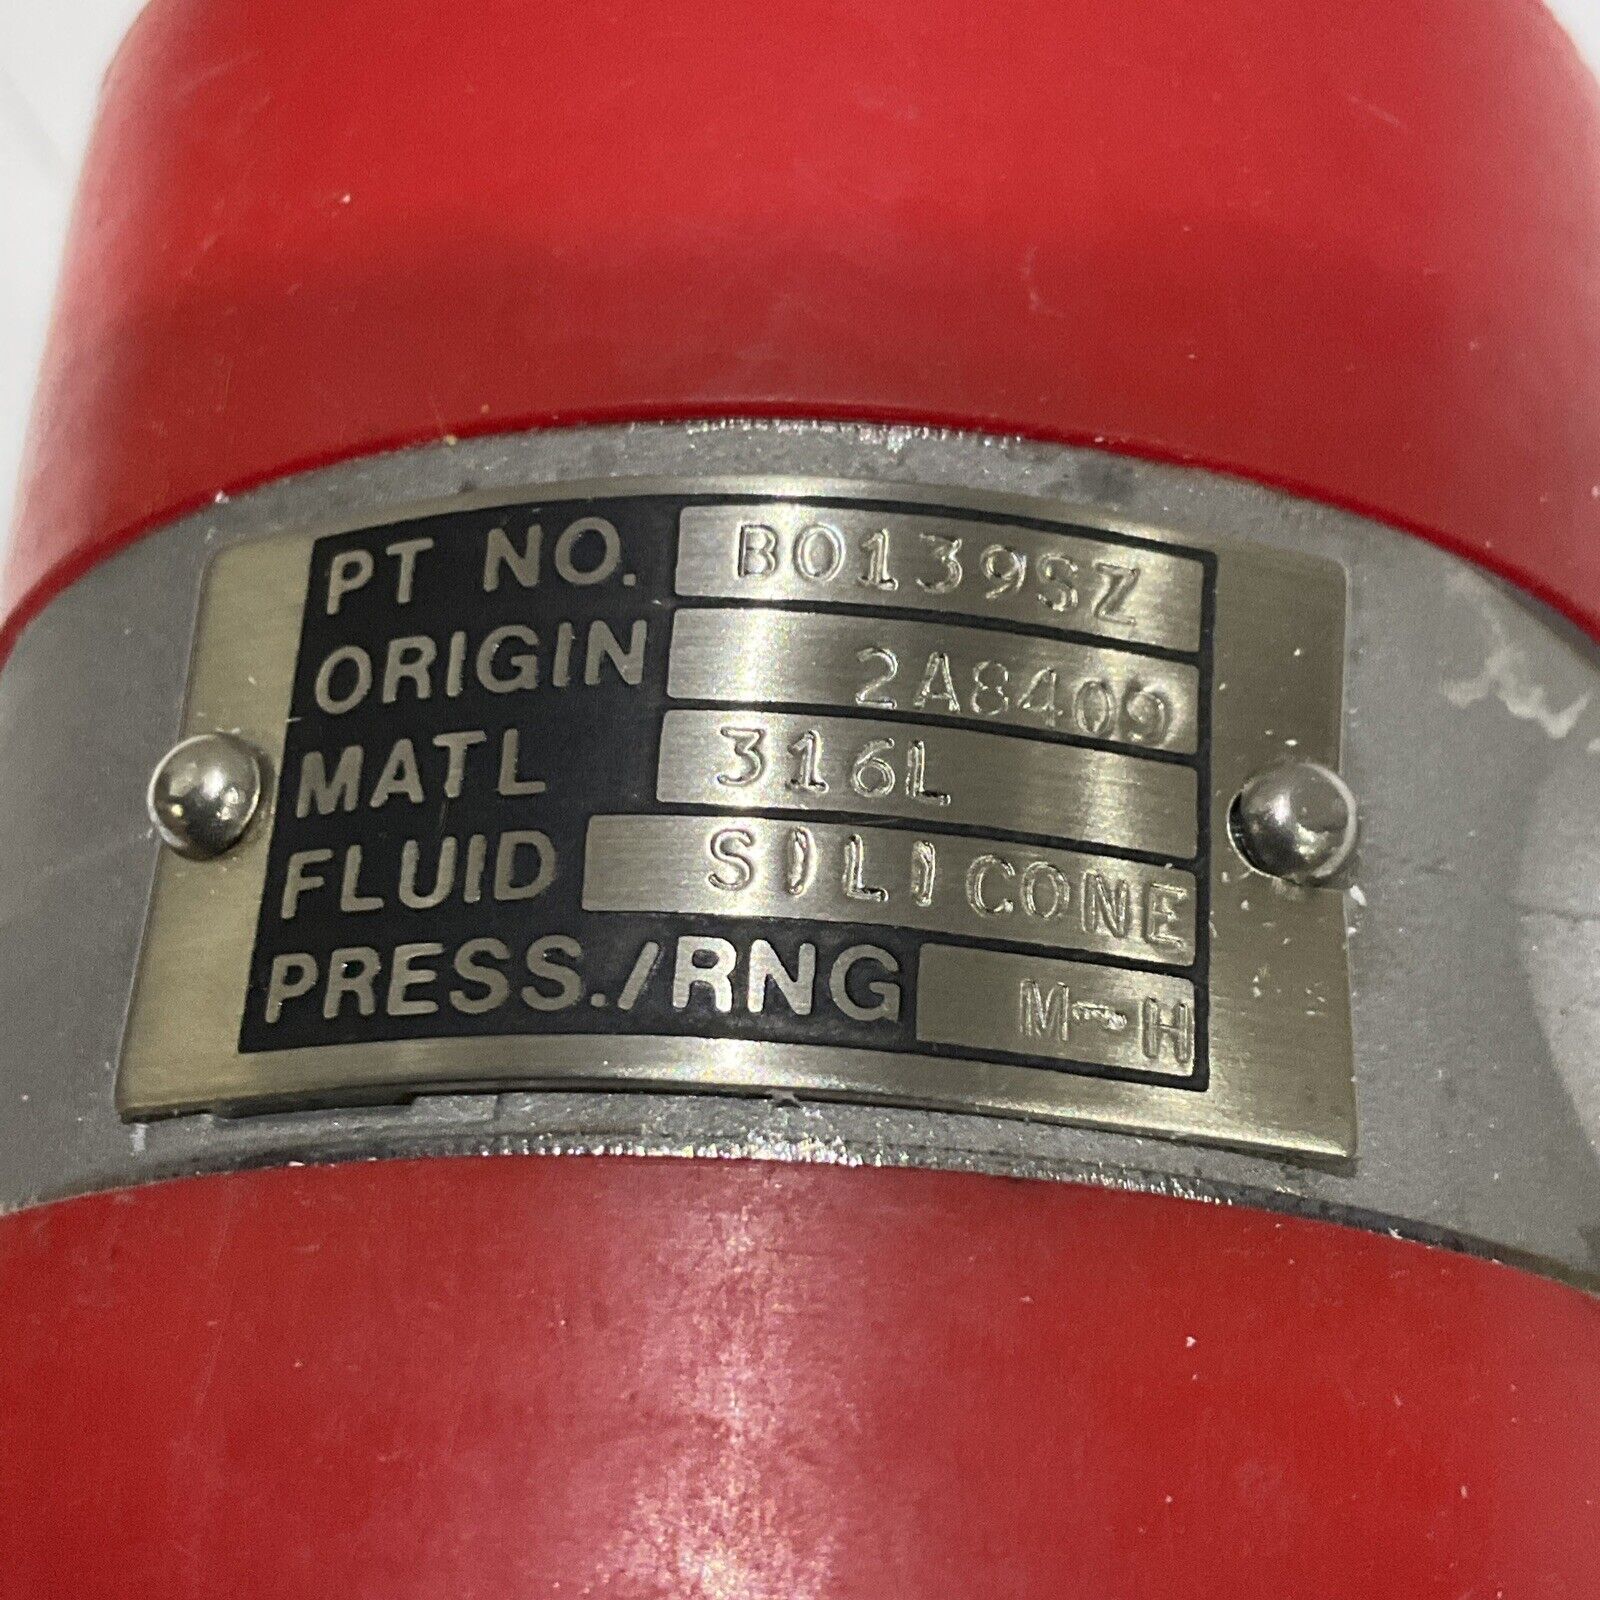 PT NO. B0139SZ
ORIGIN 2A8409
MATL 316L
FLUID SILICONE
PRESS./RNG M-H